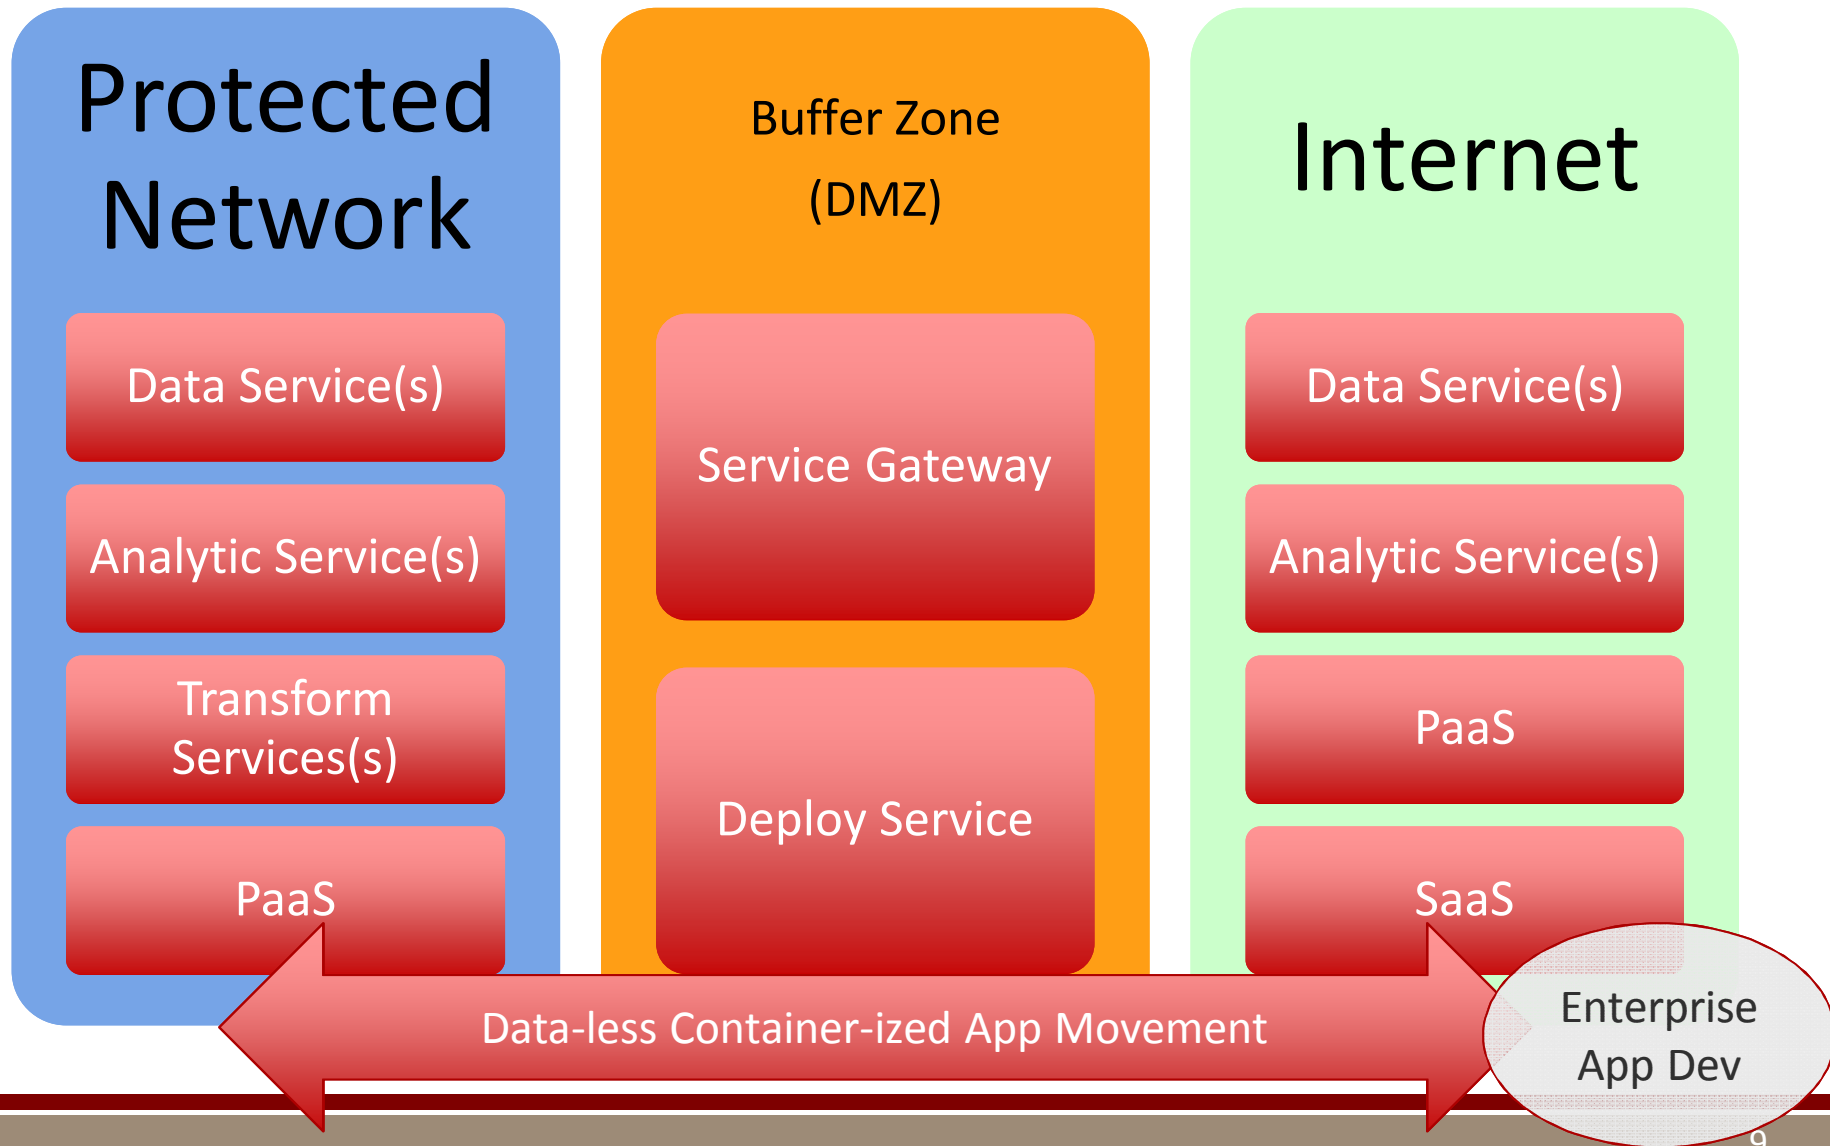 Protected
Network
Data Service(s)
Analytic Service(s)
Transform
Services(s)
PaaS
Buffer Zone
(DMZ)
Service Gateway
Deploy Service
Internet
Data Service(s)
Analytic Service(s)
PaaS
SaaS
Data-less Container-ized App Movement
Enterprise
App Dev
9